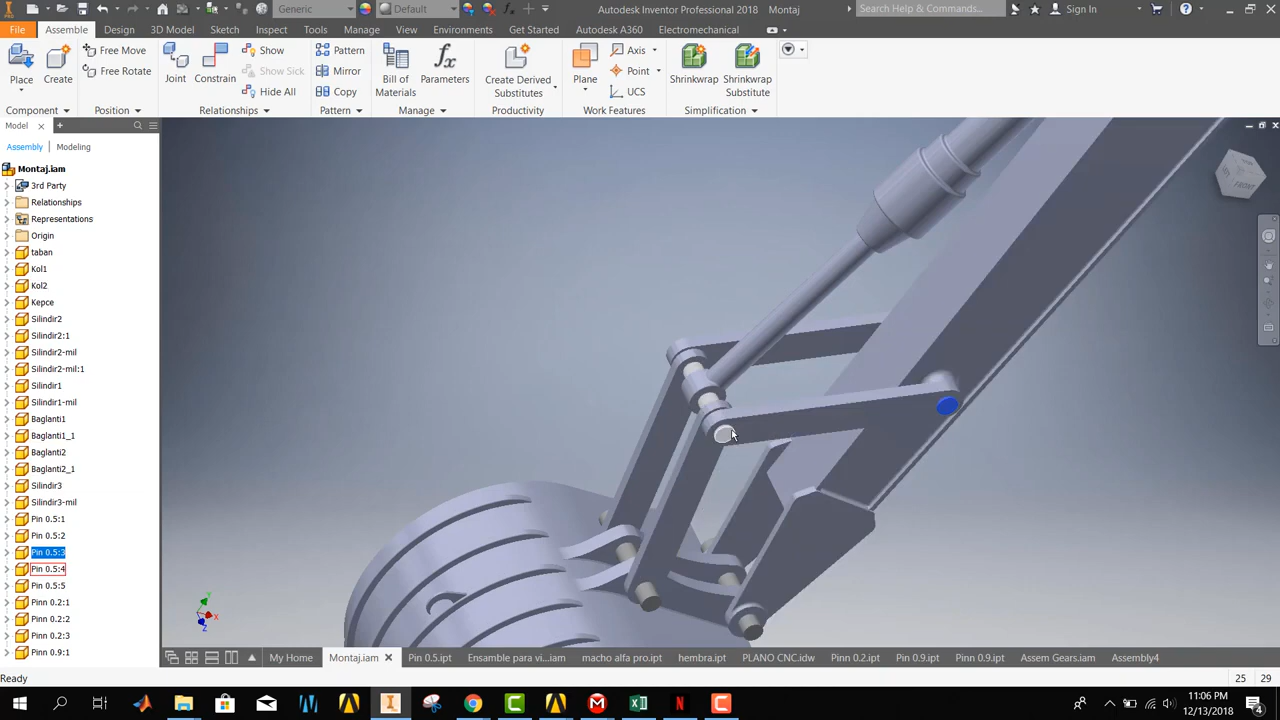 Generic
Default
Autodesk Inventor Professional 2018 Montaj
Search Help & Commands...
Sign In
File Assembly Design 3D Model Sketch Inspect Tools Manage View Environments Get Started Autodesk A360 Electromechanical
Place
Create
Free Move
Free Rotate
Joint
Constrain
Show
Show Sick
Hide All
Pattern
Mirror
Copy
Bill of
Materials
Parameters
Create Derived
Substitutes
Plane
Axis
Point
UCS
Shrinkwrap
Shrinkwrap
Substitute
Component Position Relationships Pattern Manage Productivity Work Features Simplification
Model
Assembly Modeling
Montaj.iam
3rd Party
Relationships
Representations
Origin
taban
Kol1
Kol2
Kepce
Silindir2
Silindir2:1
Silindir2-mil
Silindir2-mil:1
Silindir1
Silindir1-mil
Baglanti1
Baglanti1_1
Baglanti2
Baglanti2_1
Silindir3
Silindir3-mil
Pin 0.5:1
Pin 0.5:2
Pin 0.5:3
Pin 0.5:4
Pin 0.5:5
Pinn 0.2:1
Pinn 0.2:2
Pinn 0.2:3
Pinn 0.9:1
FRONT
Y
X
Z
My Home Montaj.iam Pin 0.5.ipt Ensamble para vi...iam macho alfa pro.ipt hembra.ipt PLANO CNC.idw Pinn 0.2.ipt Pin 0.9.ipt Pinn 0.9.ipt Assem Gears.iam Assembly4
Ready
25 29
11:06 PM
12/13/2018
4